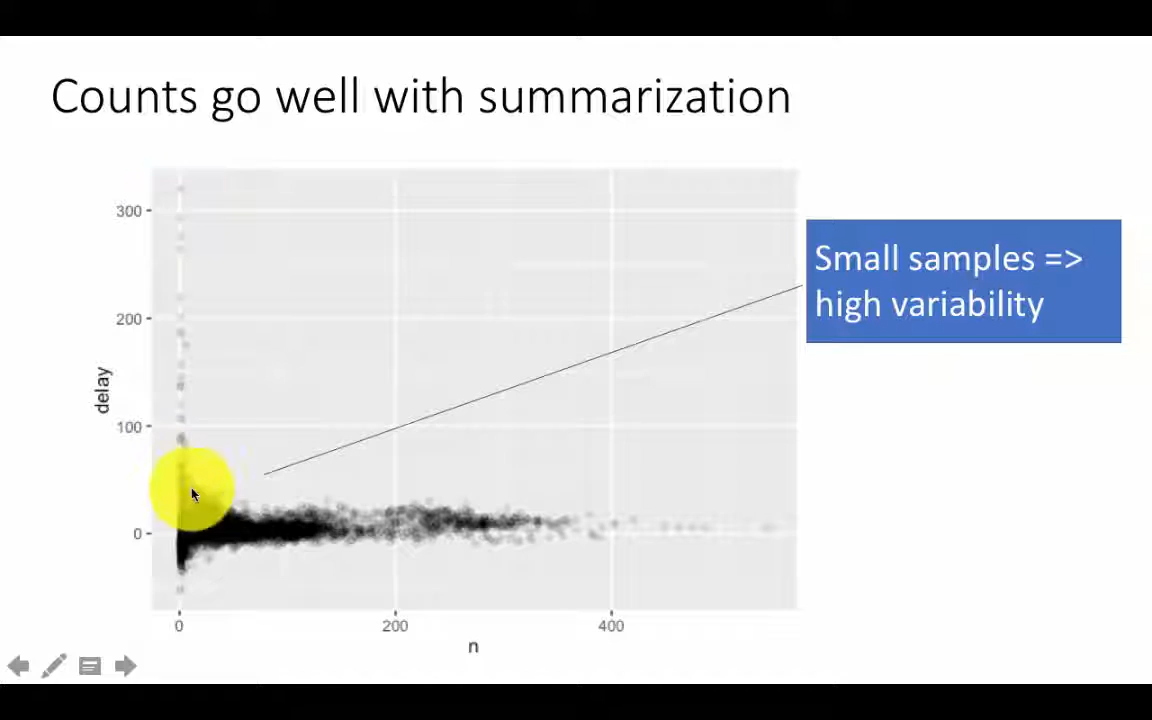 Counts go well with summarization
300
200
100
0
delay
0 200 400
n
Small samples =>
high variability